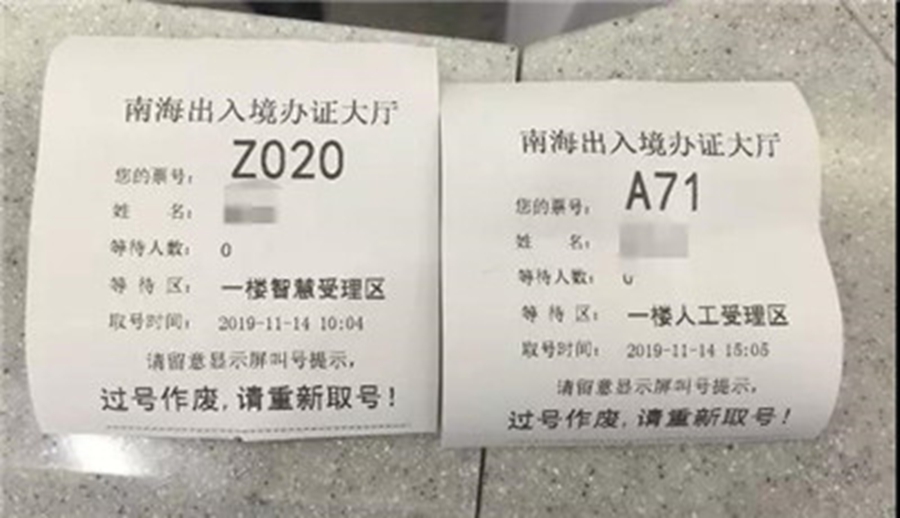 南海出入境办证大厅
您的票号： Z020
姓 名：
等待人数： 0
等 待 区： 一楼智慧受理区
取号时间： 2019-11-14 10:04
请留意显示屏叫号提示，
过号作废，请重新取号！
南海出入境办证大厅
您的票号： A71
姓 名：
等待人数： 0
等 待 区： 一楼人工受理区
取号时间： 2019-11-14 15:05
请留意显示屏叫号提示，
过号作废，请重新取号！